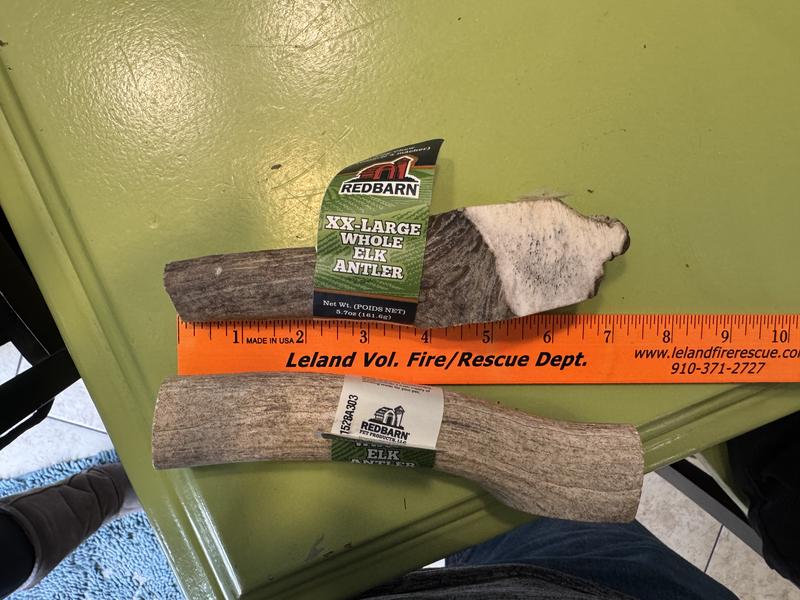 REDBARN
XX-LARGE
WHOLE
ELK
ANTLER
Net Wt. (POIDS NET)
5.7oz (161.6g)
1 2 3 4 5 6 7 8 9 10
MADE IN USA
Leland Vol. Fire/Rescue Dept.
www.lelandfirerescue.co
910-371-2727
1528A303
REDBARN
PET PRODUCTS, LLC
ELK
ANTLER